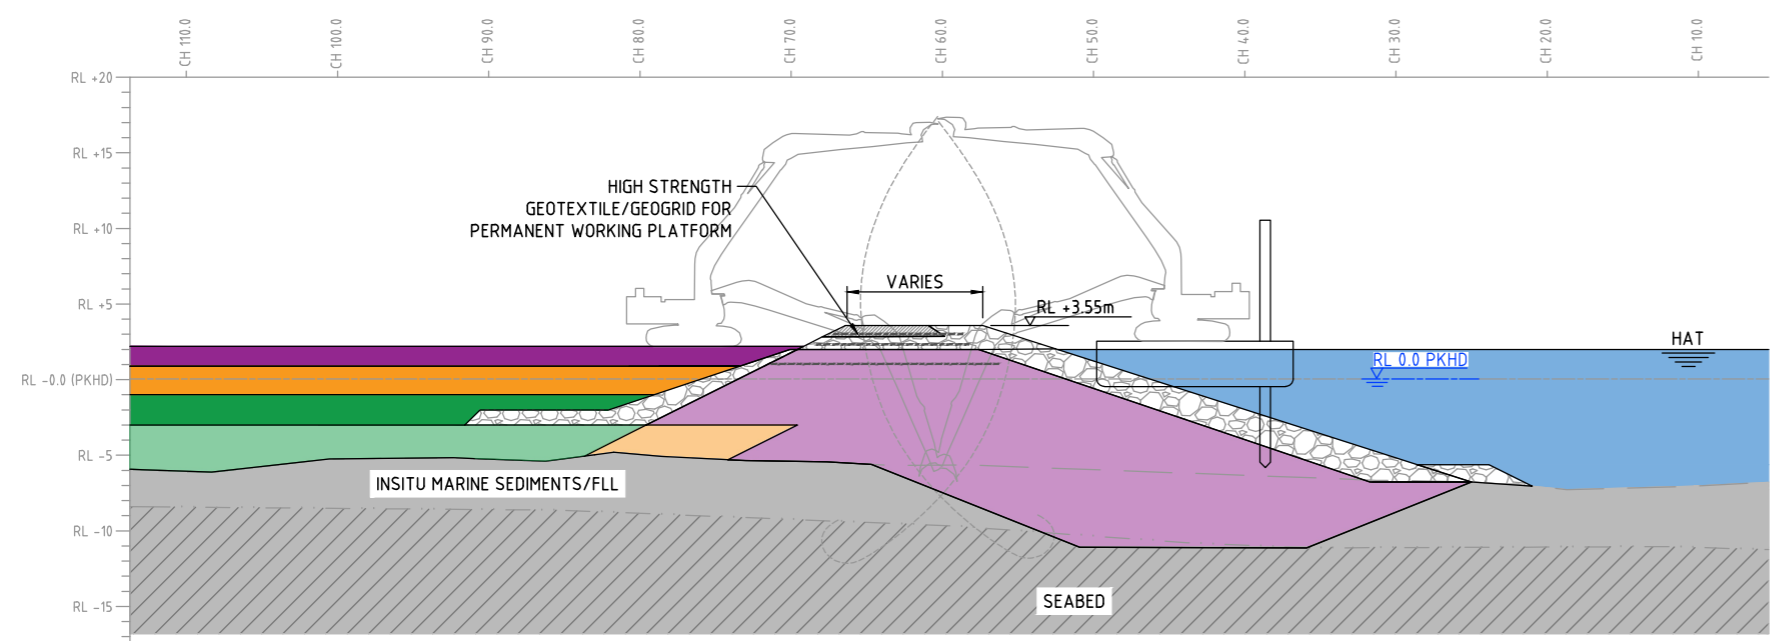 CH 110.0
CH 100.0
CH 90.0
CH 80.0
CH 70.0
CH 60.0
CH 50.0
CH 40.0
CH 30.0
CH 20.0
CH 10.0
RL +20
RL +15
HIGH STRENGTH
GEOTEXTILE/GEOGRID FOR
PERMANENT WORKING PLATFORM
RL +10
VARIES
RL +5
RL +3.55m
HAT
RL 0.0 PKHD
RL -0.0 (PKHD)
RL -5
INSITU MARINE SEDIMENTS/FLL
RL -10
SEABED
RL -15